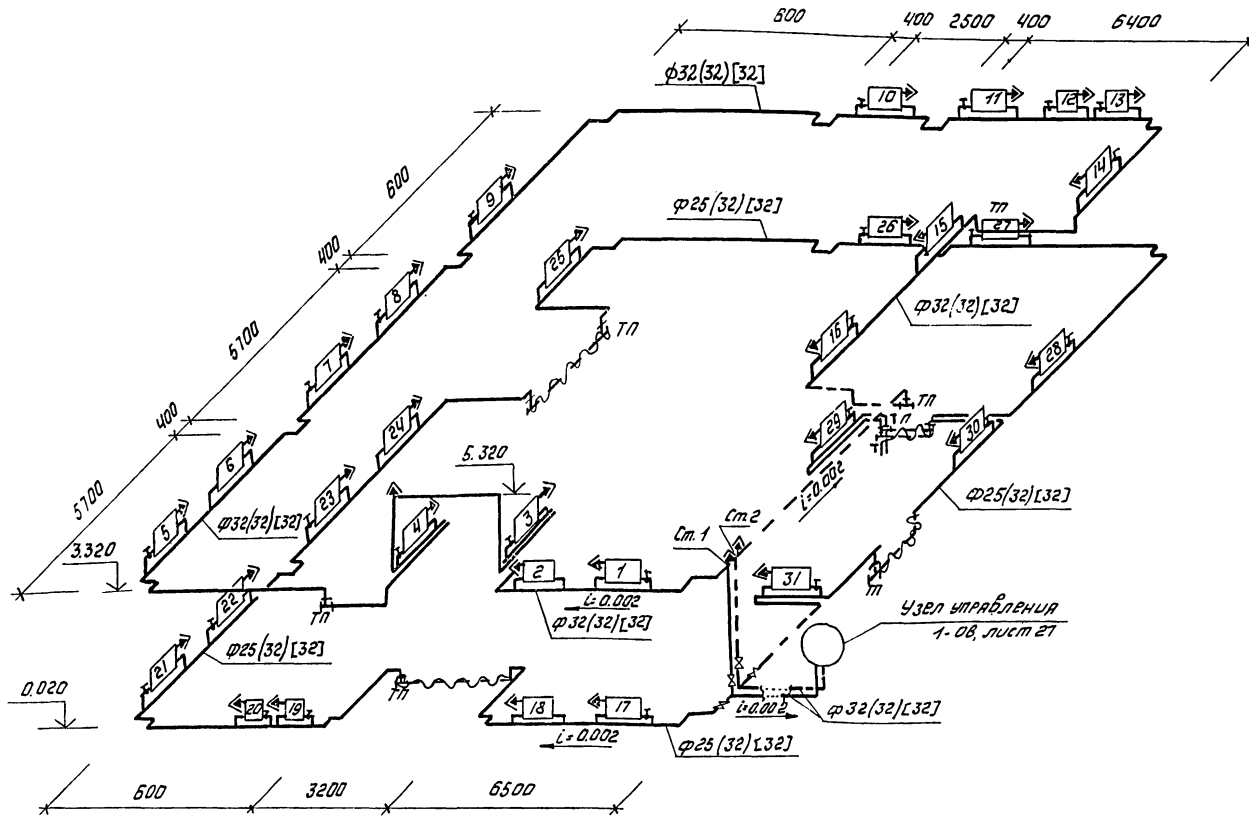 600 400 2500 400 6400
ф32(32)[32]
10 11 12 13
600
9
14
400
ф25(32)[32]
26 15 ТП 27
25
8
5700
ф32(32)[32]
ТП
16
7
28
400
24
29
ТП
ТП
30
6
5.320
i=0.002
5700
23
ф25(32)[32]
5
ф32(32)[32]
4 3
Ст.1 Ст.2
3.320
2 1
31
ТП
i=0.002
22
ТП
ф32(32)[32]
Узел управления
1-ОВ, лист 27
ф25(32)[32]
21
0.020
ТП
20 19
18 17
i=0.002
ф32(32)[32]
i=0.002
ф25(32)[32]
600 3200 6500